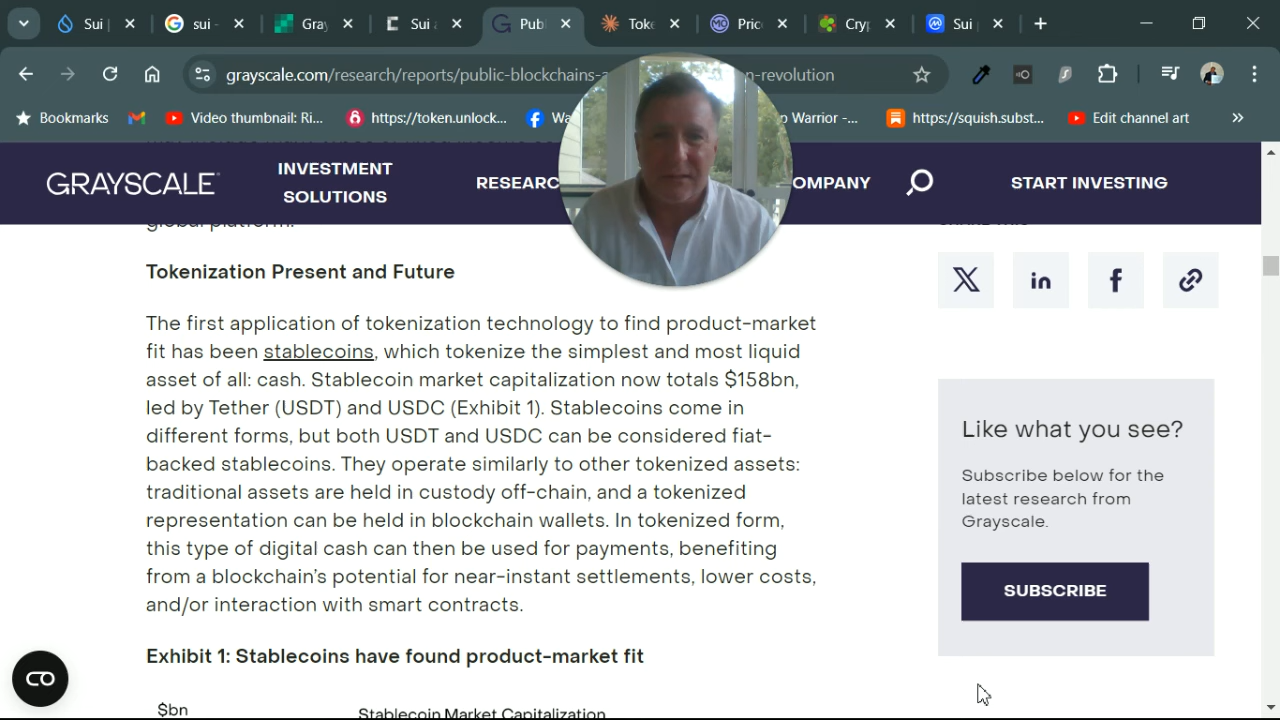 Sui |
sui -
Gray
Sui a
Publ
Toke
Price
Cryp
Sui
grayscale.com/research/reports/public-blockchains-a
n-revolution
Bookmarks
Video thumbnail: Ri...
https://token.unlock...
Wa
p Warrior -...
https://squish.subst...
Edit channel art
GRAYSCALE
INVESTMENT
SOLUTIONS
RESEARC
OMPANY
START INVESTING
global platform.
SHARE THIS
Tokenization Present and Future
The first application of tokenization technology to find product-market
fit has been stablecoins, which tokenize the simplest and most liquid
asset of all: cash. Stablecoin market capitalization now totals $158bn,
led by Tether (USDT) and USDC (Exhibit 1). Stablecoins come in
different forms, but both USDT and USDC can be considered fiat-
backed stablecoins. They operate similarly to other tokenized assets:
traditional assets are held in custody off-chain, and a tokenized
representation can be held in blockchain wallets. In tokenized form,
this type of digital cash can then be used for payments, benefiting
from a blockchain's potential for near-instant settlements, lower costs,
and/or interaction with smart contracts.
Like what you see?
Subscribe below for the
latest research from
Grayscale.
SUBSCRIBE
Exhibit 1: Stablecoins have found product-market fit
$bn
Stablecoin Market Capitalization